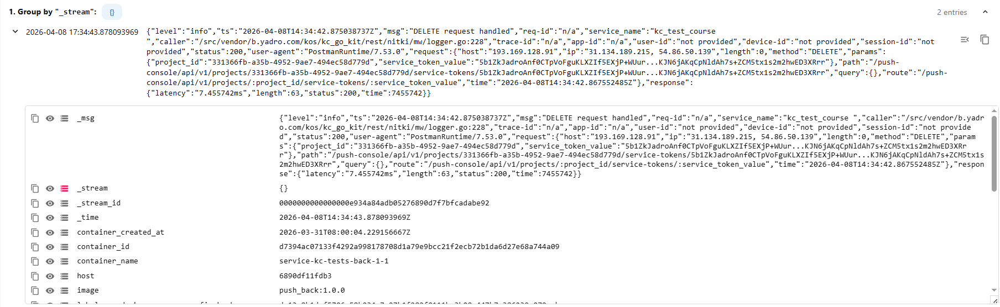 1. Group by "_stream": {} 2 entries
2026-04-08 17:34:43.878093969 {"level":"info","ts":"2026-04-08T14:34:42.875038737Z","msg":"DELETE request handled","req-id":"n/a","service_name":"kc_test_course
","caller":"/src/vendor/b.yadro.com/kos/kc_go_kit/rest/nitki/mw/logger.go:228","trace-id":"n/a","app-id":"n/a","user-id":"not provided","device-id":"not provided","session-id":"not
provided","status":200,"user-agent":"PostmanRuntime/7.53.0","request":{"host":"193.169.128.91","ip":"31.134.189.215, 54.86.50.139","length":0,"method":"DELETE","params":
{"project_id":"331366fb-a35b-4952-9ae7-494ec58d779d","service_token_value":"5b1ZkJadroAnf0CTpVoFguKLXZIf5EXjP+WUur...KJN6jAKqCpNldAh7s+ZCM5tx1s2m2hwED3XRrr"},"path":"/push-
console/api/v1/projects/331366fb-a35b-4952-9ae7-494ec58d779d/service-tokens/5b1ZkJadroAnf0CTpVoFguKLXZIf5EXjP+WUur...KJN6jAKqCpNldAh7s+ZCM5tx1s2m2hwED3XRrr","query":{},"route":"/push-
console/api/v1/projects/:project_id/service-tokens/:service_token_value","time":"2026-04-08T14:34:42.867552485Z"},"response":
{"latency":"7.455742ms","length":63,"status":200,"time":7455742}}
_msg {"level":"info","ts":"2026-04-08T14:34:42.875038737Z","msg":"DELETE request handled","req-id":"n/a","service_name":"kc_test_course ","caller":"/src/vendor/b.yadr
o.com/kos/kc_go_kit/rest/nitki/mw/logger.go:228","trace-id":"n/a","app-id":"n/a","user-id":"not provided","device-id":"not provided","session-id":"not provide
d","status":200,"user-agent":"PostmanRuntime/7.53.0","request":{"host":"193.169.128.91","ip":"31.134.189.215, 54.86.50.139","length":0,"method":"DELETE","param
s":{"project_id":"331366fb-a35b-4952-9ae7-494ec58d779d","service_token_value":"5b1ZkJadroAnf0CTpVoFguKLXZIf5EXjP+WUur...KJN6jAKqCpNldAh7s+ZCM5tx1s2m2hwED3XRr
r"},"path":"/push-console/api/v1/projects/331366fb-a35b-4952-9ae7-494ec58d779d/service-tokens/5b1ZkJadroAnf0CTpVoFguKLXZIf5EXjP+WUur...KJN6jAKqCpNldAh7s+ZCM5tx1s
2m2hwED3XRrr","query":{},"route":"/push-console/api/v1/projects/:project_id/service-tokens/:service_token_value","time":"2026-04-08T14:34:42.867552485Z"},"respon
se":{"latency":"7.455742ms","length":63,"status":200,"time":7455742}}
_stream {}
_stream_id 0000000000000000e934a84adb05276890d7f7bfcadabe92
_time 2026-04-08T14:34:43.878093969Z
container_created_at 2026-03-31T08:00:04.229156667Z
container_id d7394ac07133f4292a998178708d1a79e9bcc21f2ecb72b1da6d27e68a744a09
container_name service-kc-tests-back-1-1
host 6890df11fdb3
image push_back:1.0.0